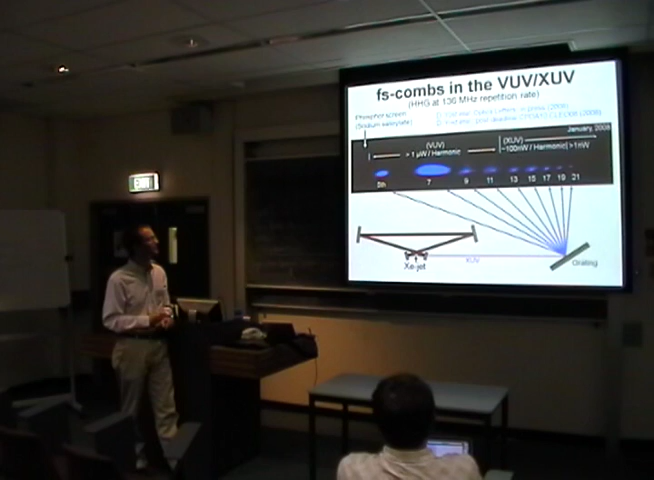 fs-combs in the VUV/XUV
(HHG at 136 MHz repetition rate)
Phosphor screen
(Sodium salicylate)
January, 2008
(VUV)
> 1 μW / Harmonic
(XUV)
~100nW / Harmonic
>1nW
5th 7 9 11 13 15 17 19 21
Xe-jet
XUV
Grating
EXIT